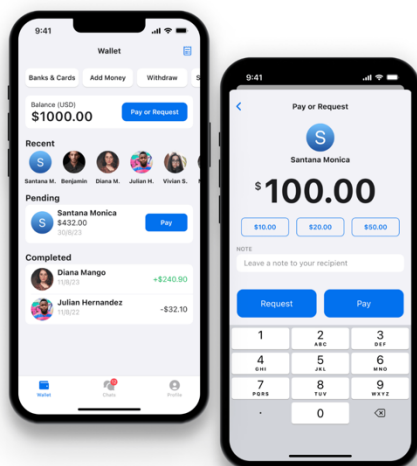 9:41
Wallet
Banks & Cards
Add Money
Withdraw
S
Balance (USD)
$1000.00
Pay or Request
Recent
S
Santana M.
Benjamin
Diana M.
Julian H.
Vivian S.
Pending
S
Santana Monica
$432.00
30/8/23
Pay
Completed
Diana Mango
11/8/23
+$240.90
Julian Hernandez
11/8/22
-$32.10
Wallet
Chats
Profile
9:41
Pay or Request
S
Santana Monica
$100.00
$10.00
$20.00
$50.00
NOTE
Leave a note to your recipient
Request
Pay
1
2
ABC
3
DEF
4
GHI
5
JKL
6
MNO
7
PQRS
8
TUV
9
WXYZ
.
0